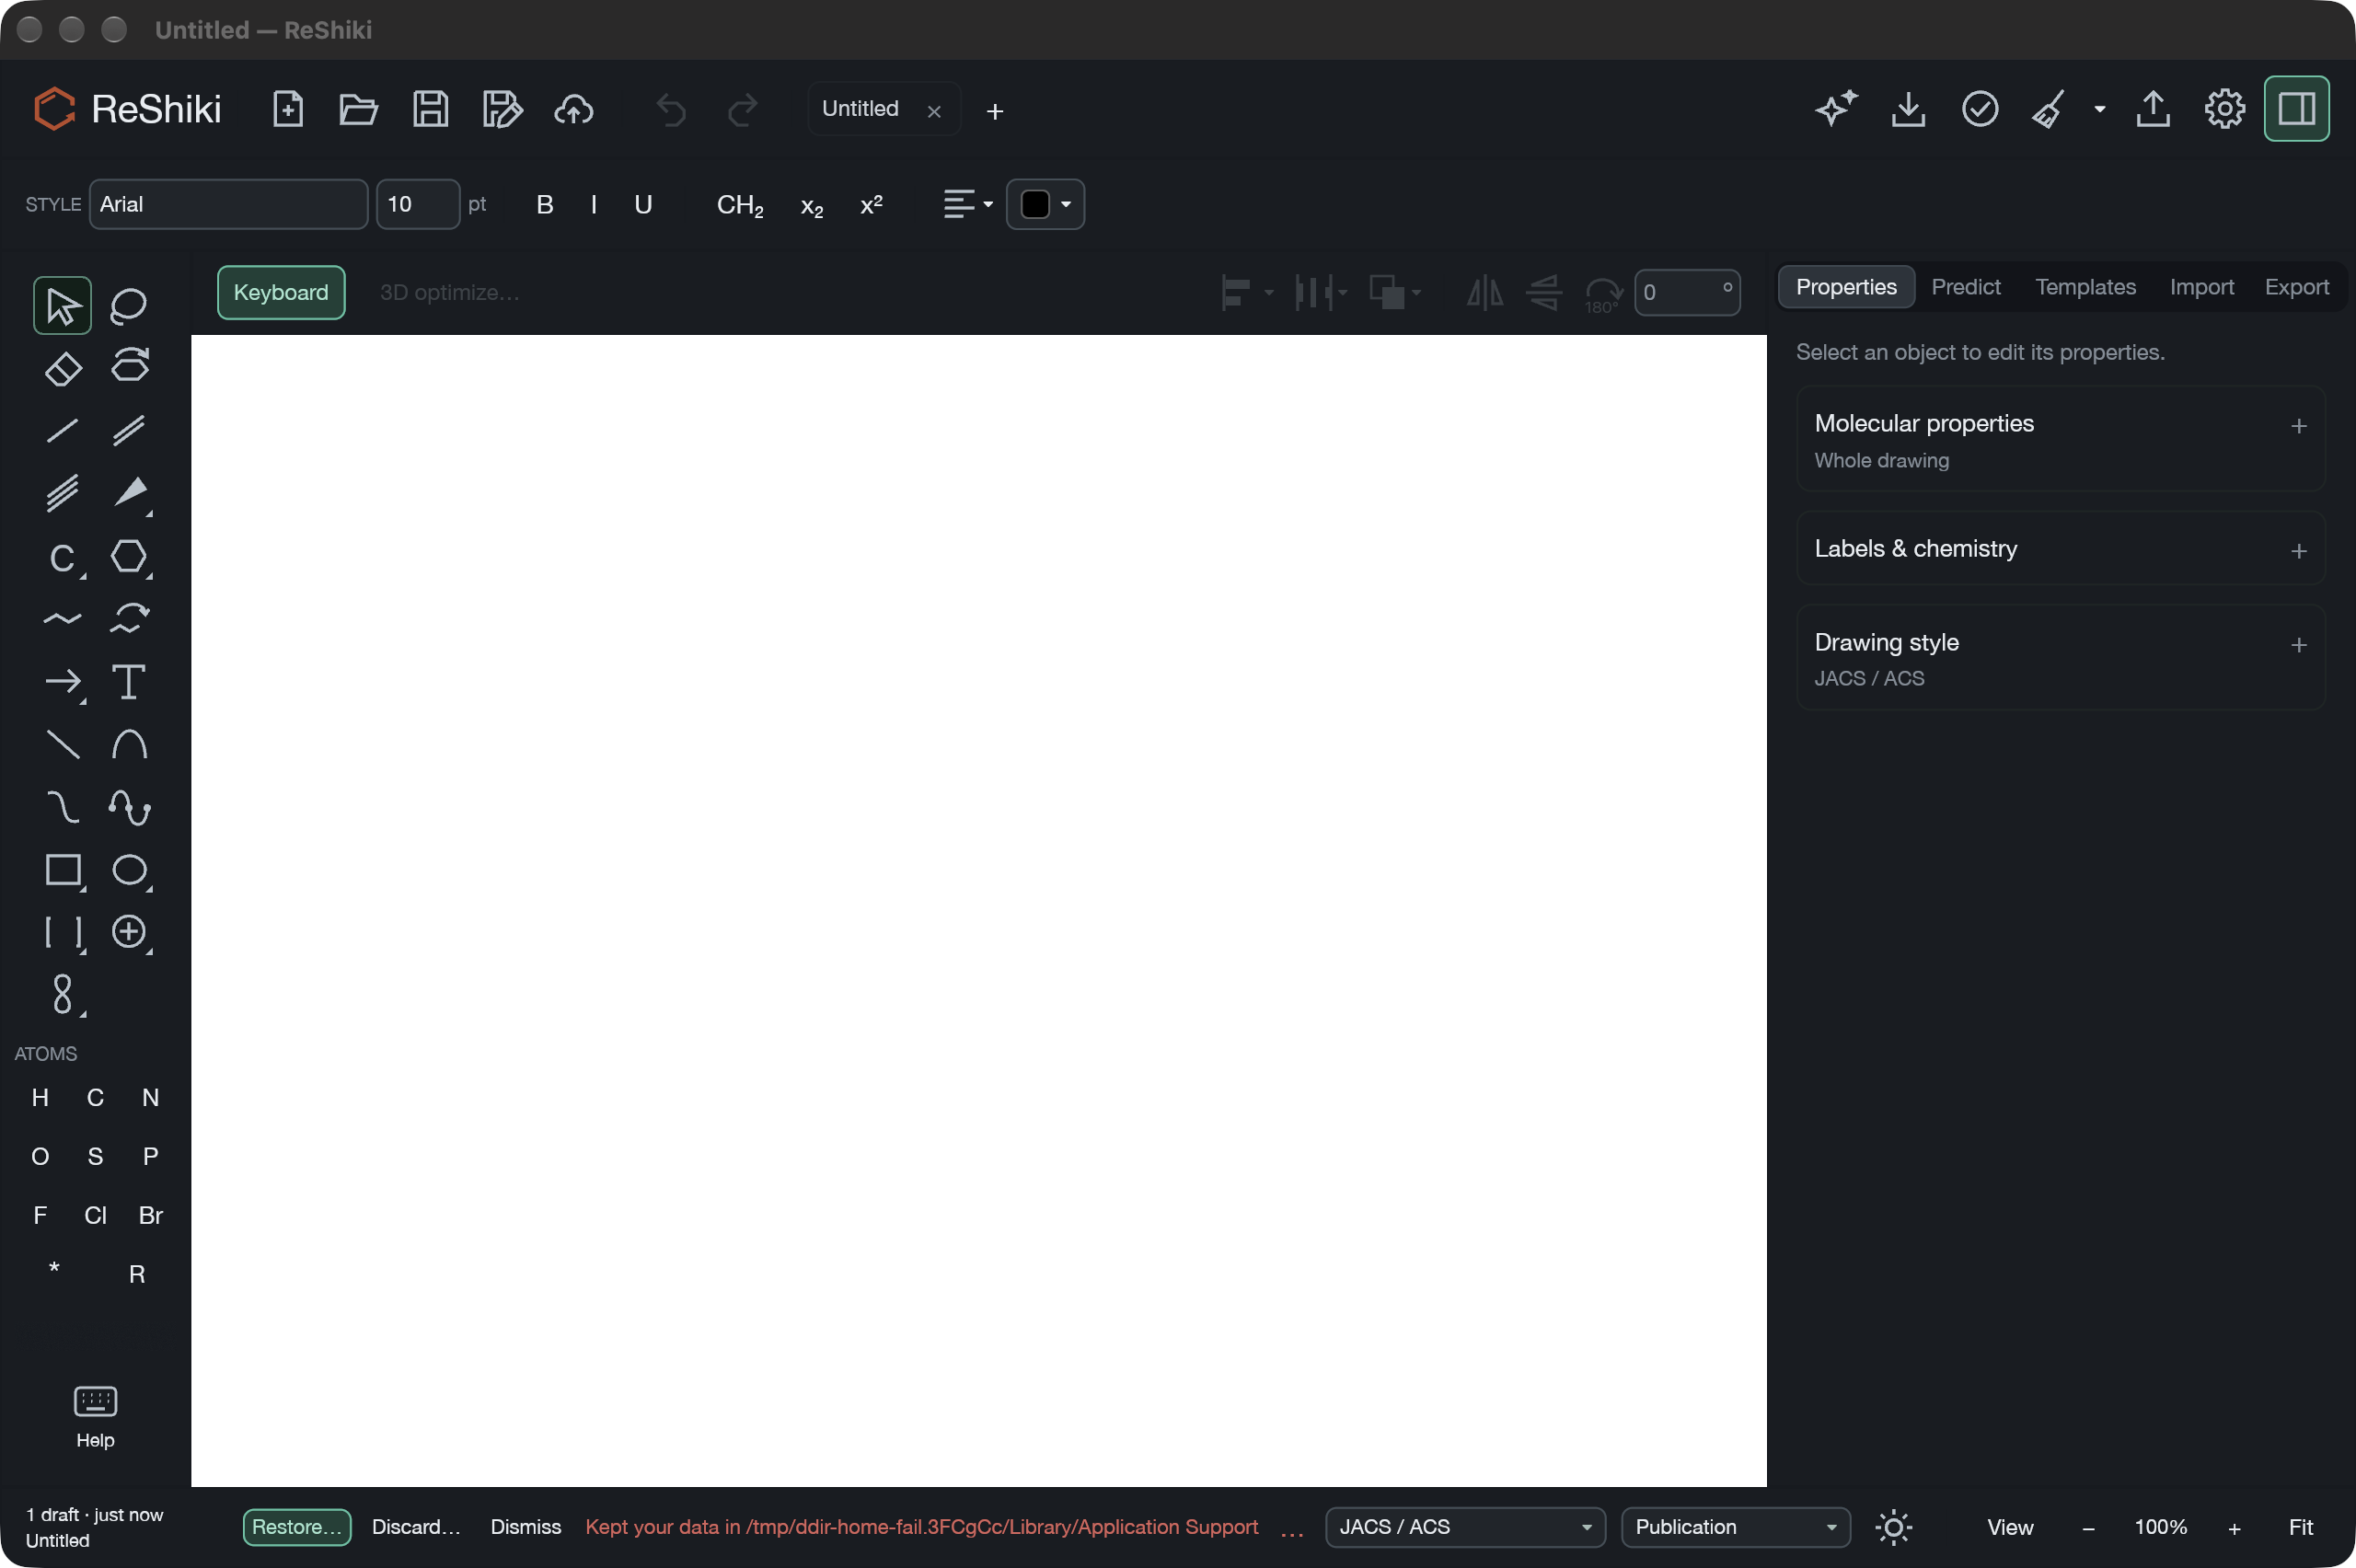 Untitled — ReShiki
ReShiki
Untitled
STYLE Arial 10 pt B I U CH₂ x₂ x²
Keyboard 3D optimize... 180° 0 °
Properties Predict Templates Import Export
Select an object to edit its properties.
Molecular properties
Whole drawing
Labels & chemistry
Drawing style
JACS / ACS
C
T
ATOMS
H C N
O S P
F Cl Br
* R
Help
1 draft · just now
Untitled
Restore... Discard... Dismiss Kept your data in /tmp/ddir-home-fail.3FCgCc/Library/Application Support ... JACS / ACS Publication View – 100% + Fit